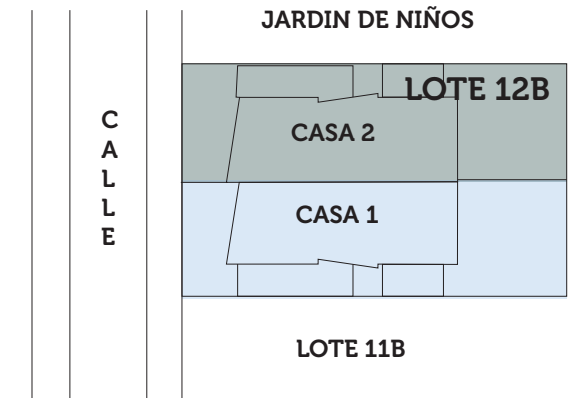 JARDIN DE NIÑOS
LOTE 12B
C
A
L
L
E
CASA 2
CASA 1
LOTE 11B